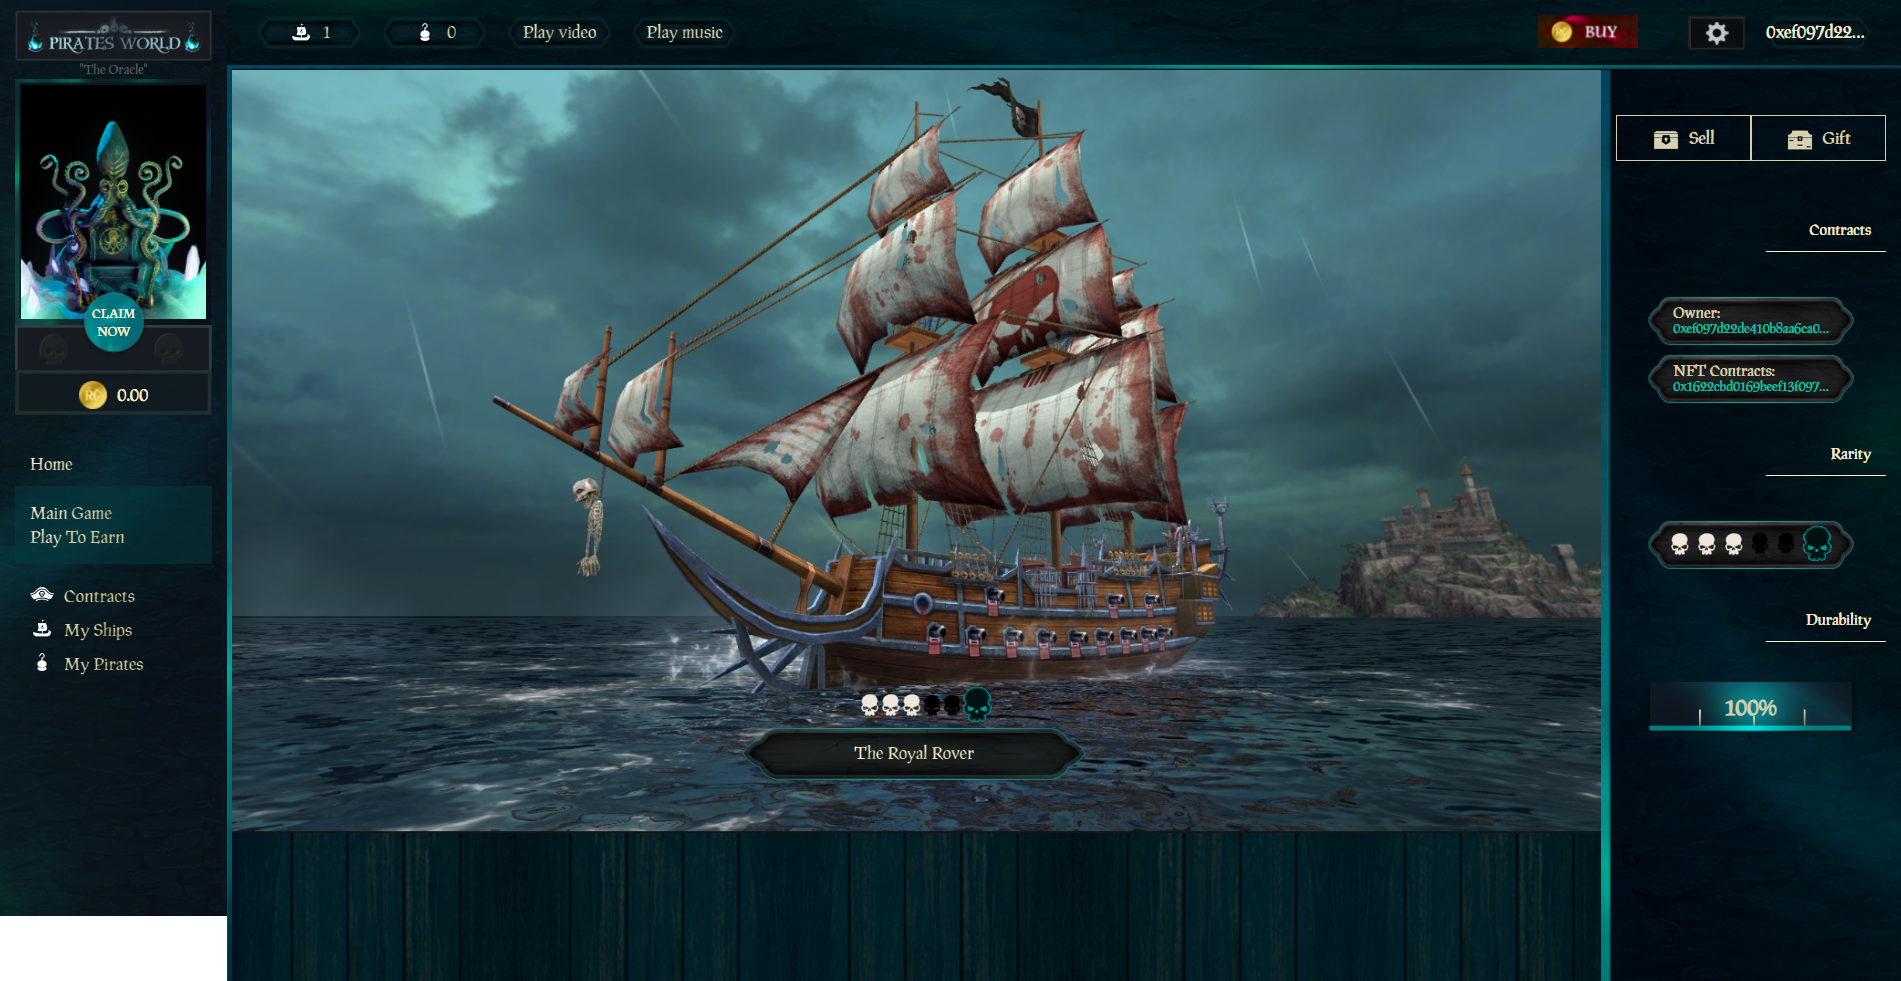 PIRATES WORLD
"The Oracle"
1
0
Play video
Play music
BUY
0xef097d22...
CLAIM
NOW
RC
0.00
Home
Main Game
Play To Earn
Contracts
My Ships
My Pirates
The Royal Rover
Sell
Gift
Contracts
Owner:
0xef097d22de410b8aa6ca0...
NFT Contracts:
0x1622cbd0169beef13f097...
Rarity
Durability
100%